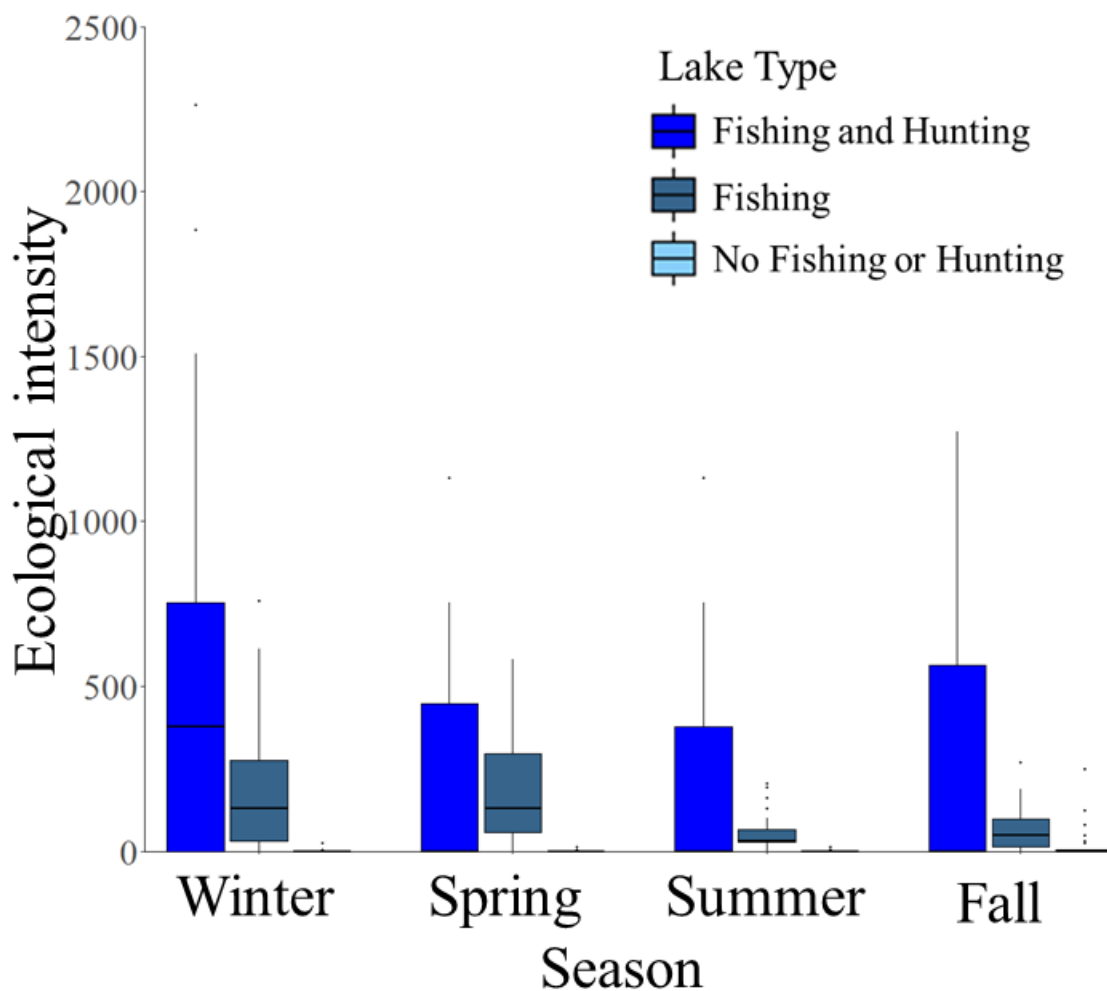 2500
2000
1500
1000
500
0
Ecological intensity
Lake Type
Fishing and Hunting
Fishing
No Fishing or Hunting
Winter Spring Summer Fall
Season